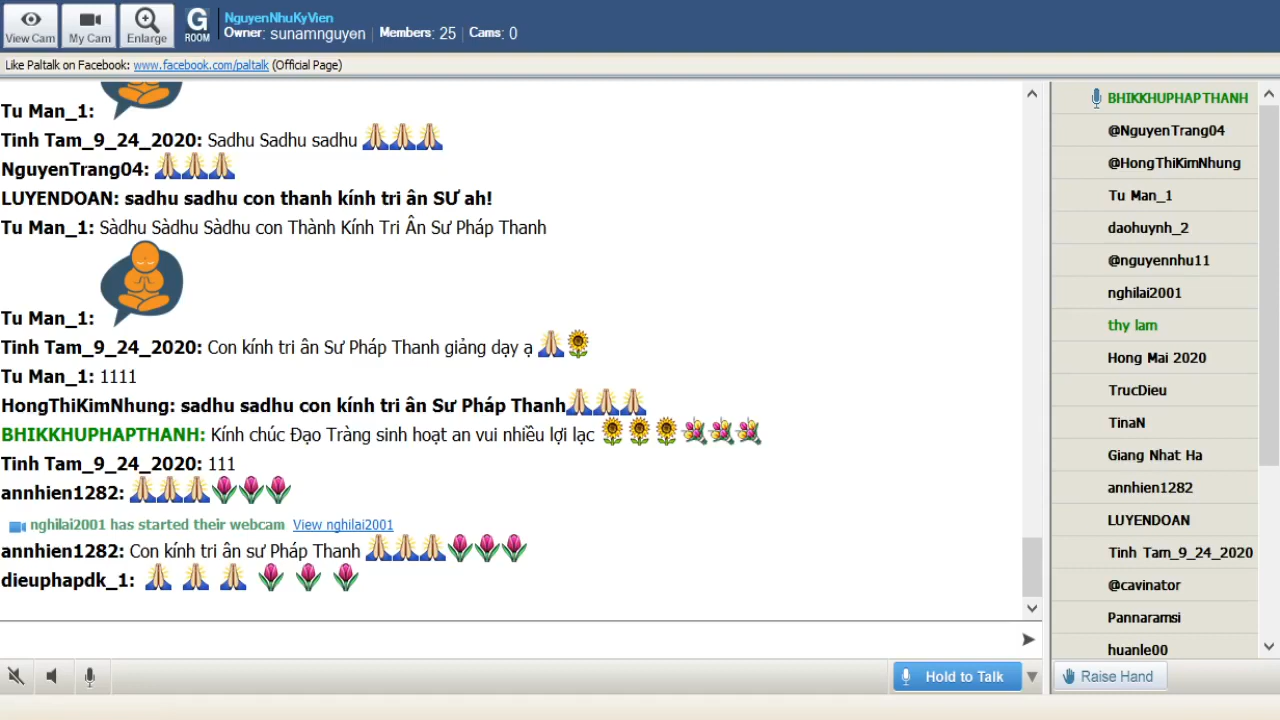 View Cam
My Cam
Enlarge
G
ROOM
NguyenNhuKyVien
Owner: sunamnguyen Members: 25 Cams: 0
Like Paltalk on Facebook: www.facebook.com/paltalk (Official Page)
Tu Man_1:
Tinh Tam_9_24_2020: Sadhu Sadhu sadhu
NguyenTrang04:
LUYENDOAN: sadhu sadhu con thanh kính tri ân SƯ ah!
Tu Man_1: Sàdhu Sàdhu Sàdhu con Thành Kính Tri Ân Sư Pháp Thanh
Tu Man_1:
Tinh Tam_9_24_2020: Con kính tri ân Sư Pháp Thanh giảng dạy ạ
Tu Man_1: 1111
HongThiKimNhung: sadhu sadhu con kính tri ân Sư Pháp Thanh
BHIKKHUPHAPTHANH: Kính chúc Đạo Tràng sinh hoạt an vui nhiều lợi lạc
Tinh Tam_9_24_2020: 111
annhien1282:
nghilai2001 has started their webcam View nghilai2001
annhien1282: Con kính tri ân sư Pháp Thanh
dieuphapdk_1:
BHIKKHUPHAPTHANH
@NguyenTrang04
@HongThiKimNhung
Tu Man_1
daohuynh_2
@nguyennhu11
nghilai2001
thy lam
Hong Mai 2020
TrucDieu
TinaN
Giang Nhat Ha
annhien1282
LUYENDOAN
Tinh Tam_9_24_2020
@cavinator
Pannaramsi
huanle00
Hold to Talk
Raise Hand